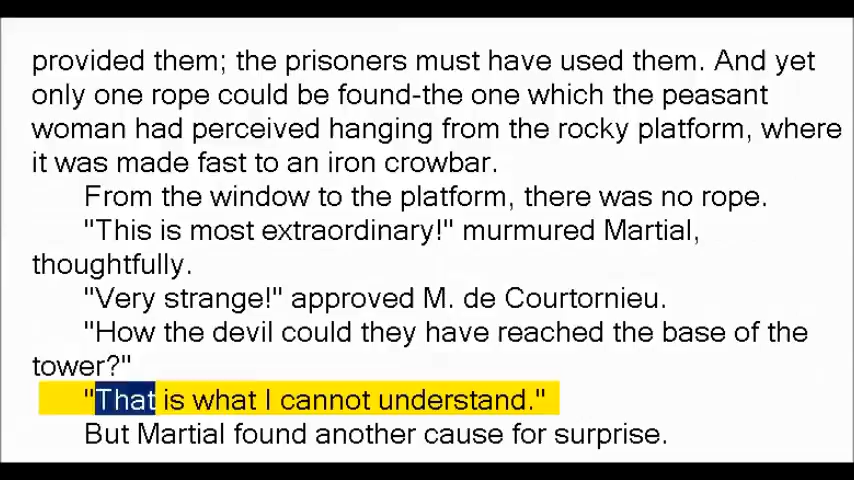 provided them; the prisoners must have used them. And yet
only one rope could be found-the one which the peasant
woman had perceived hanging from the rocky platform, where
it was made fast to an iron crowbar.
From the window to the platform, there was no rope.
"This is most extraordinary!" murmured Martial,
thoughtfully.
"Very strange!" approved M. de Courtornieu.
"How the devil could they have reached the base of the
tower?"
"That is what I cannot understand."
But Martial found another cause for surprise.